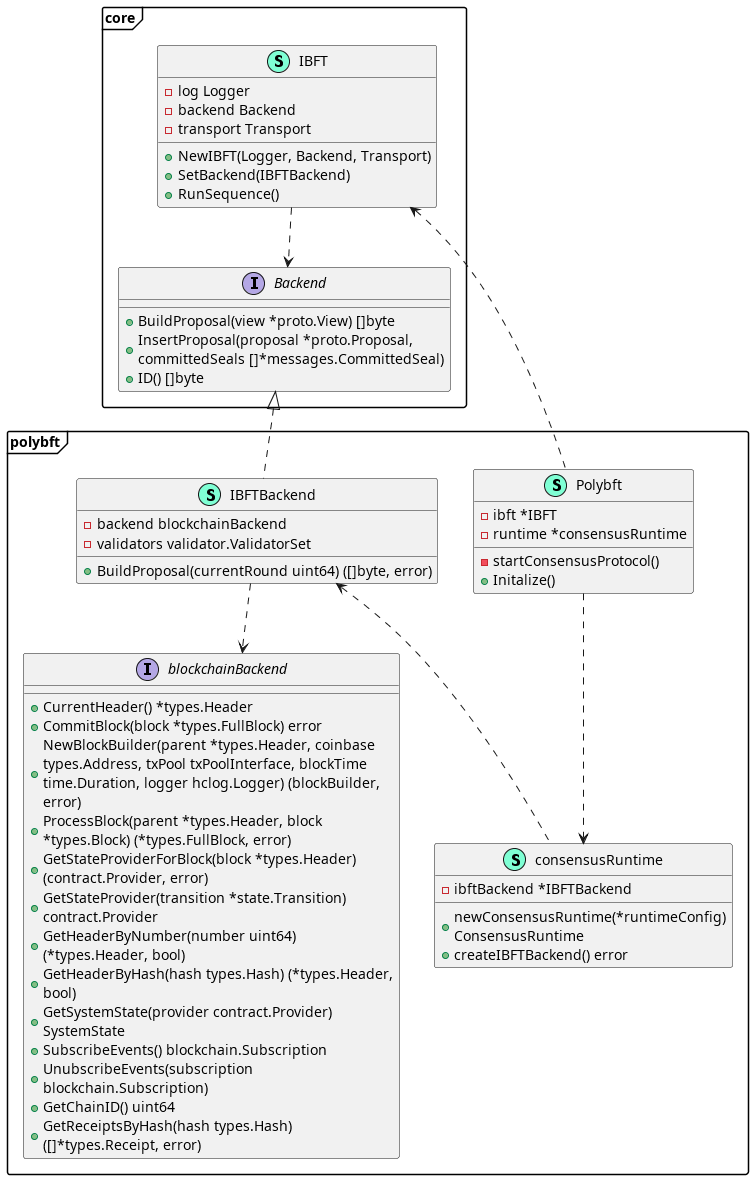 core
S IBFT
log Logger
backend Backend
transport Transport
NewIBFT(Logger, Backend, Transport)
SetBackend(IBFTBackend)
RunSequence()
I Backend
BuildProposal(view *proto.View) []byte
InsertProposal(proposal *proto.Proposal,
committedSeals []*messages.CommittedSeal)
ID() []byte
polybft
S IBFTBackend
backend blockchainBackend
validators validator.ValidatorSet
BuildProposal(currentRound uint64) ([]byte, error)
S Polybft
ibft *IBFT
runtime *consensusRuntime
startConsensusProtocol()
Initalize()
I blockchainBackend
CurrentHeader() *types.Header
CommitBlock(block *types.FullBlock) error
NewBlockBuilder(parent *types.Header, coinbase
types.Address, txPool txPoolInterface, blockTime
time.Duration, logger hclog.Logger) (blockBuilder,
error)
ProcessBlock(parent *types.Header, block
*types.Block) (*types.FullBlock, error)
GetStateProviderForBlock(block *types.Header)
(contract.Provider, error)
GetStateProvider(transition *state.Transition)
contract.Provider
GetHeaderByNumber(number uint64)
(*types.Header, bool)
GetHeaderByHash(hash types.Hash) (*types.Header,
bool)
GetSystemState(provider contract.Provider)
SystemState
SubscribeEvents() blockchain.Subscription
UnubscribeEvents(subscription
blockchain.Subscription)
GetChainID() uint64
GetReceiptsByHash(hash types.Hash)
([]*types.Receipt, error)
S consensusRuntime
ibftBackend *IBFTBackend
newConsensusRuntime(*runtimeConfig)
ConsensusRuntime
createIBFTBackend() error